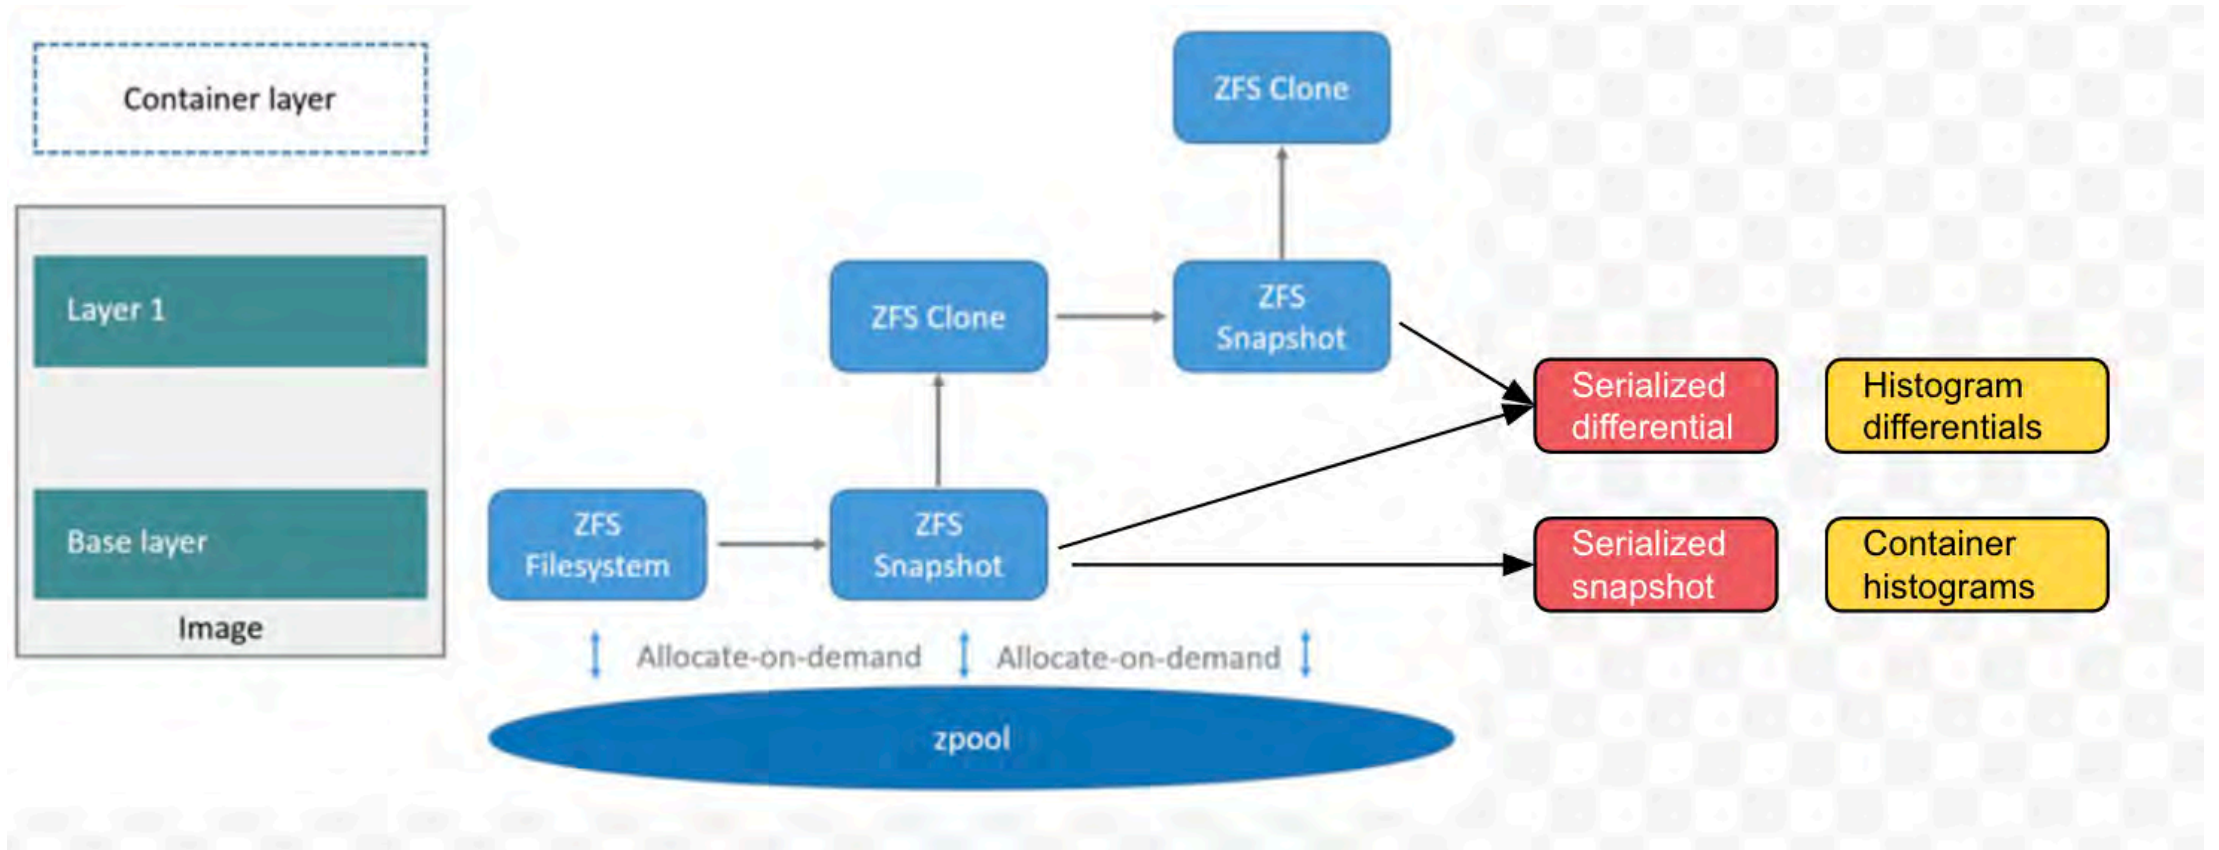 Container layer
ZFS Clone
Layer 1
ZFS Clone
ZFS
Snapshot
Serialized
differential
Histogram
differentials
Base layer
Image
ZFS
Filesystem
ZFS
Snapshot
Serialized
snapshot
Container
histograms
Allocate-on-demand
Allocate-on-demand
zpool